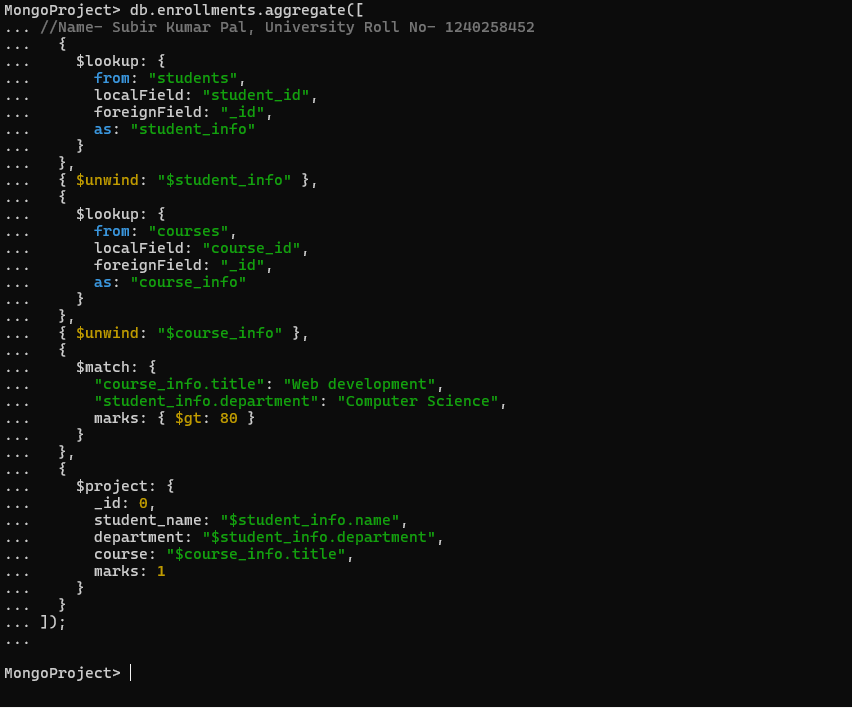 MongoProject> db.enrollments.aggregate([
... //Name- Subir Kumar Pal, University Roll No- 1240258452
...   {
...     $lookup: {
...       from: "students",
...       localField: "student_id",
...       foreignField: "_id",
...       as: "student_info"
...     }
...   },
...   { $unwind: "$student_info" },
...   {
...     $lookup: {
...       from: "courses",
...       localField: "course_id",
...       foreignField: "_id",
...       as: "course_info"
...     }
...   },
...   { $unwind: "$course_info" },
...   {
...     $match: {
...       "course_info.title": "Web development",
...       "student_info.department": "Computer Science",
...       marks: { $gt: 80 }
...     }
...   },
...   {
...     $project: {
...       _id: 0,
...       student_name: "$student_info.name",
...       department: "$student_info.department",
...       course: "$course_info.title",
...       marks: 1
...     }
...   }
... ]);
...
MongoProject>